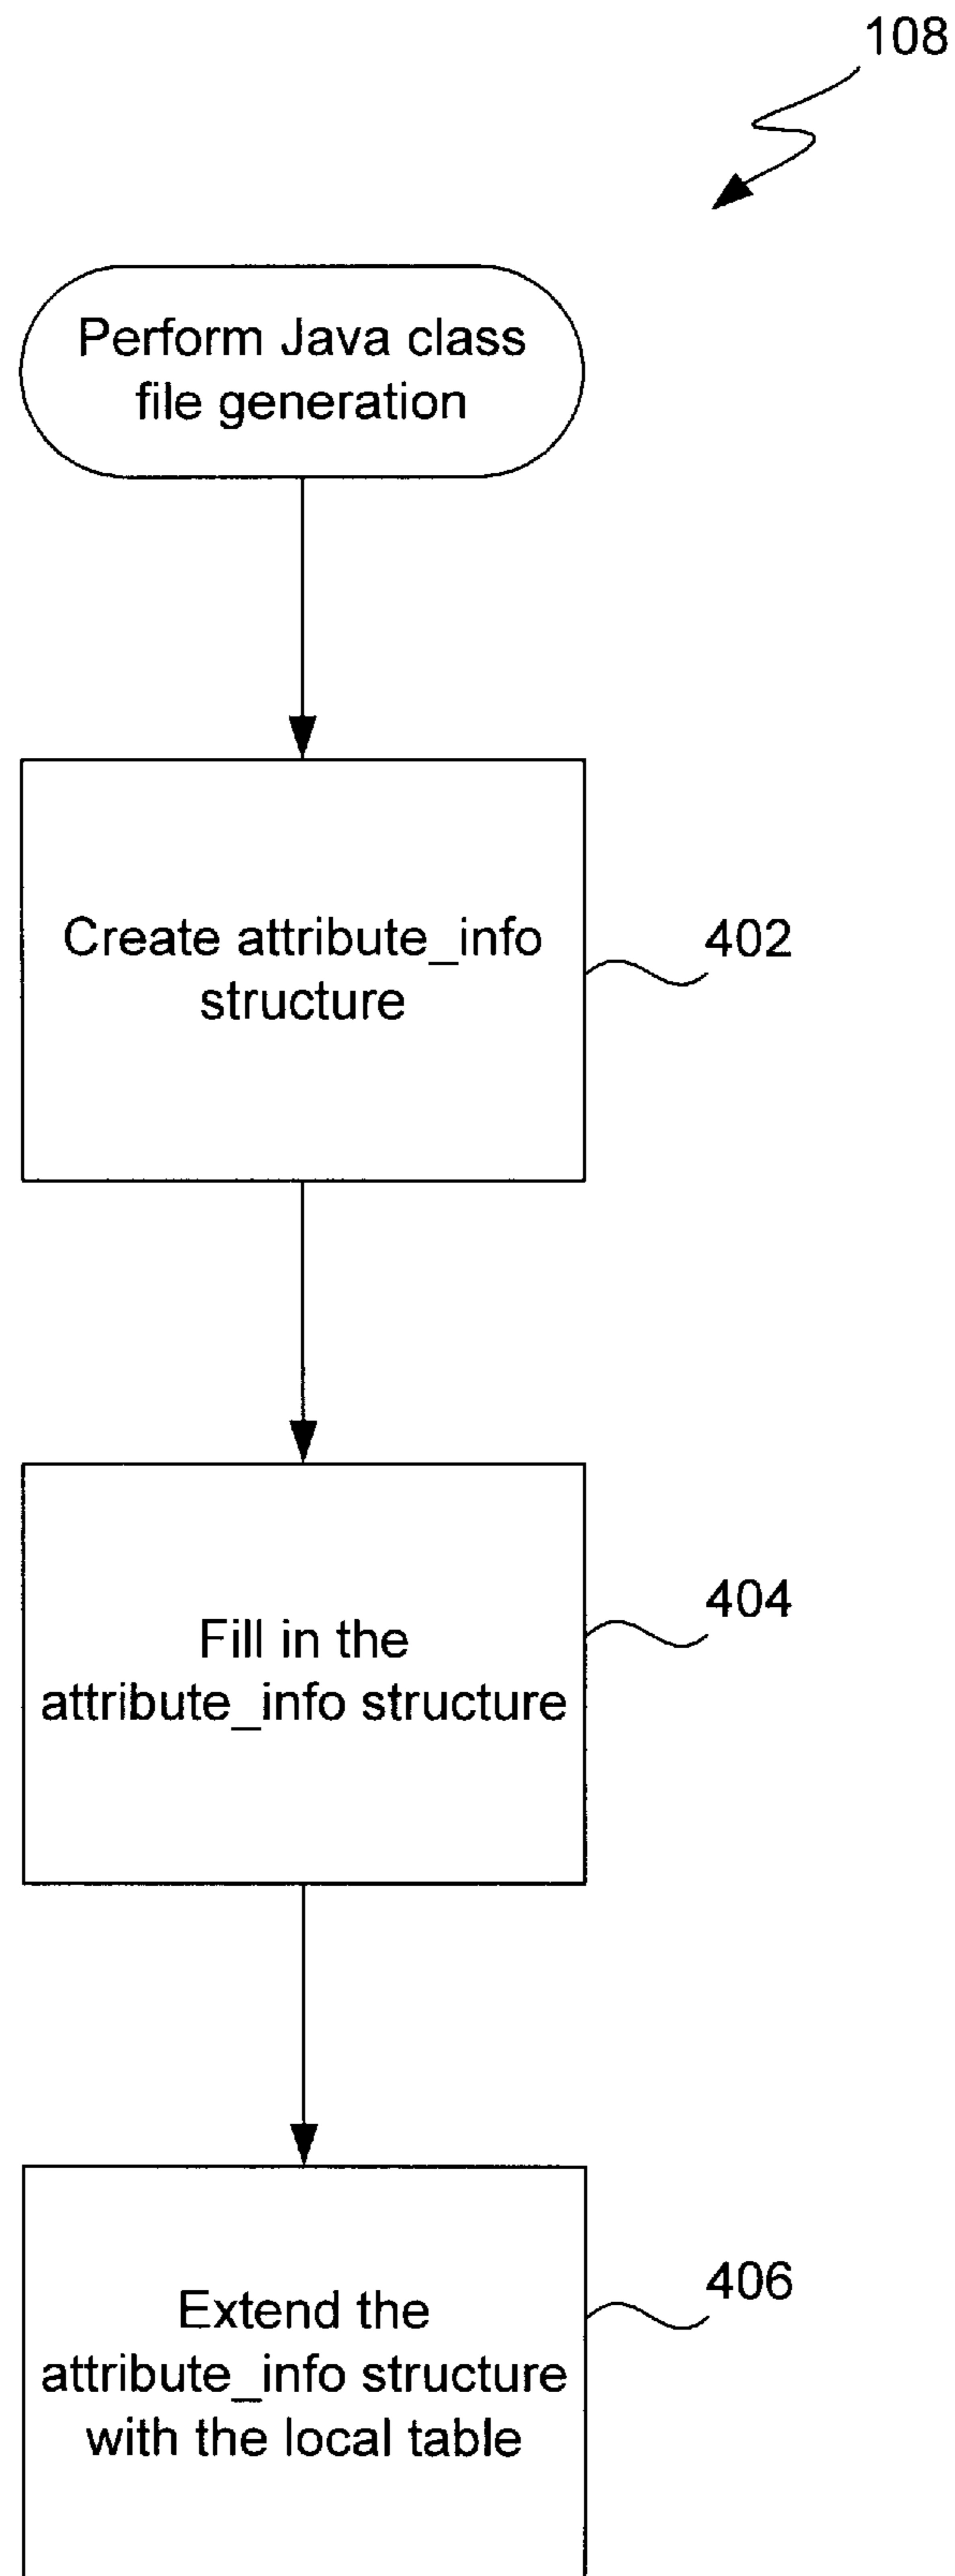 108
Perform Java class
file generation
Create attribute_info
structure
402
Fill in the
attribute_info structure
404
Extend the
attribute_info structure
with the local table
406